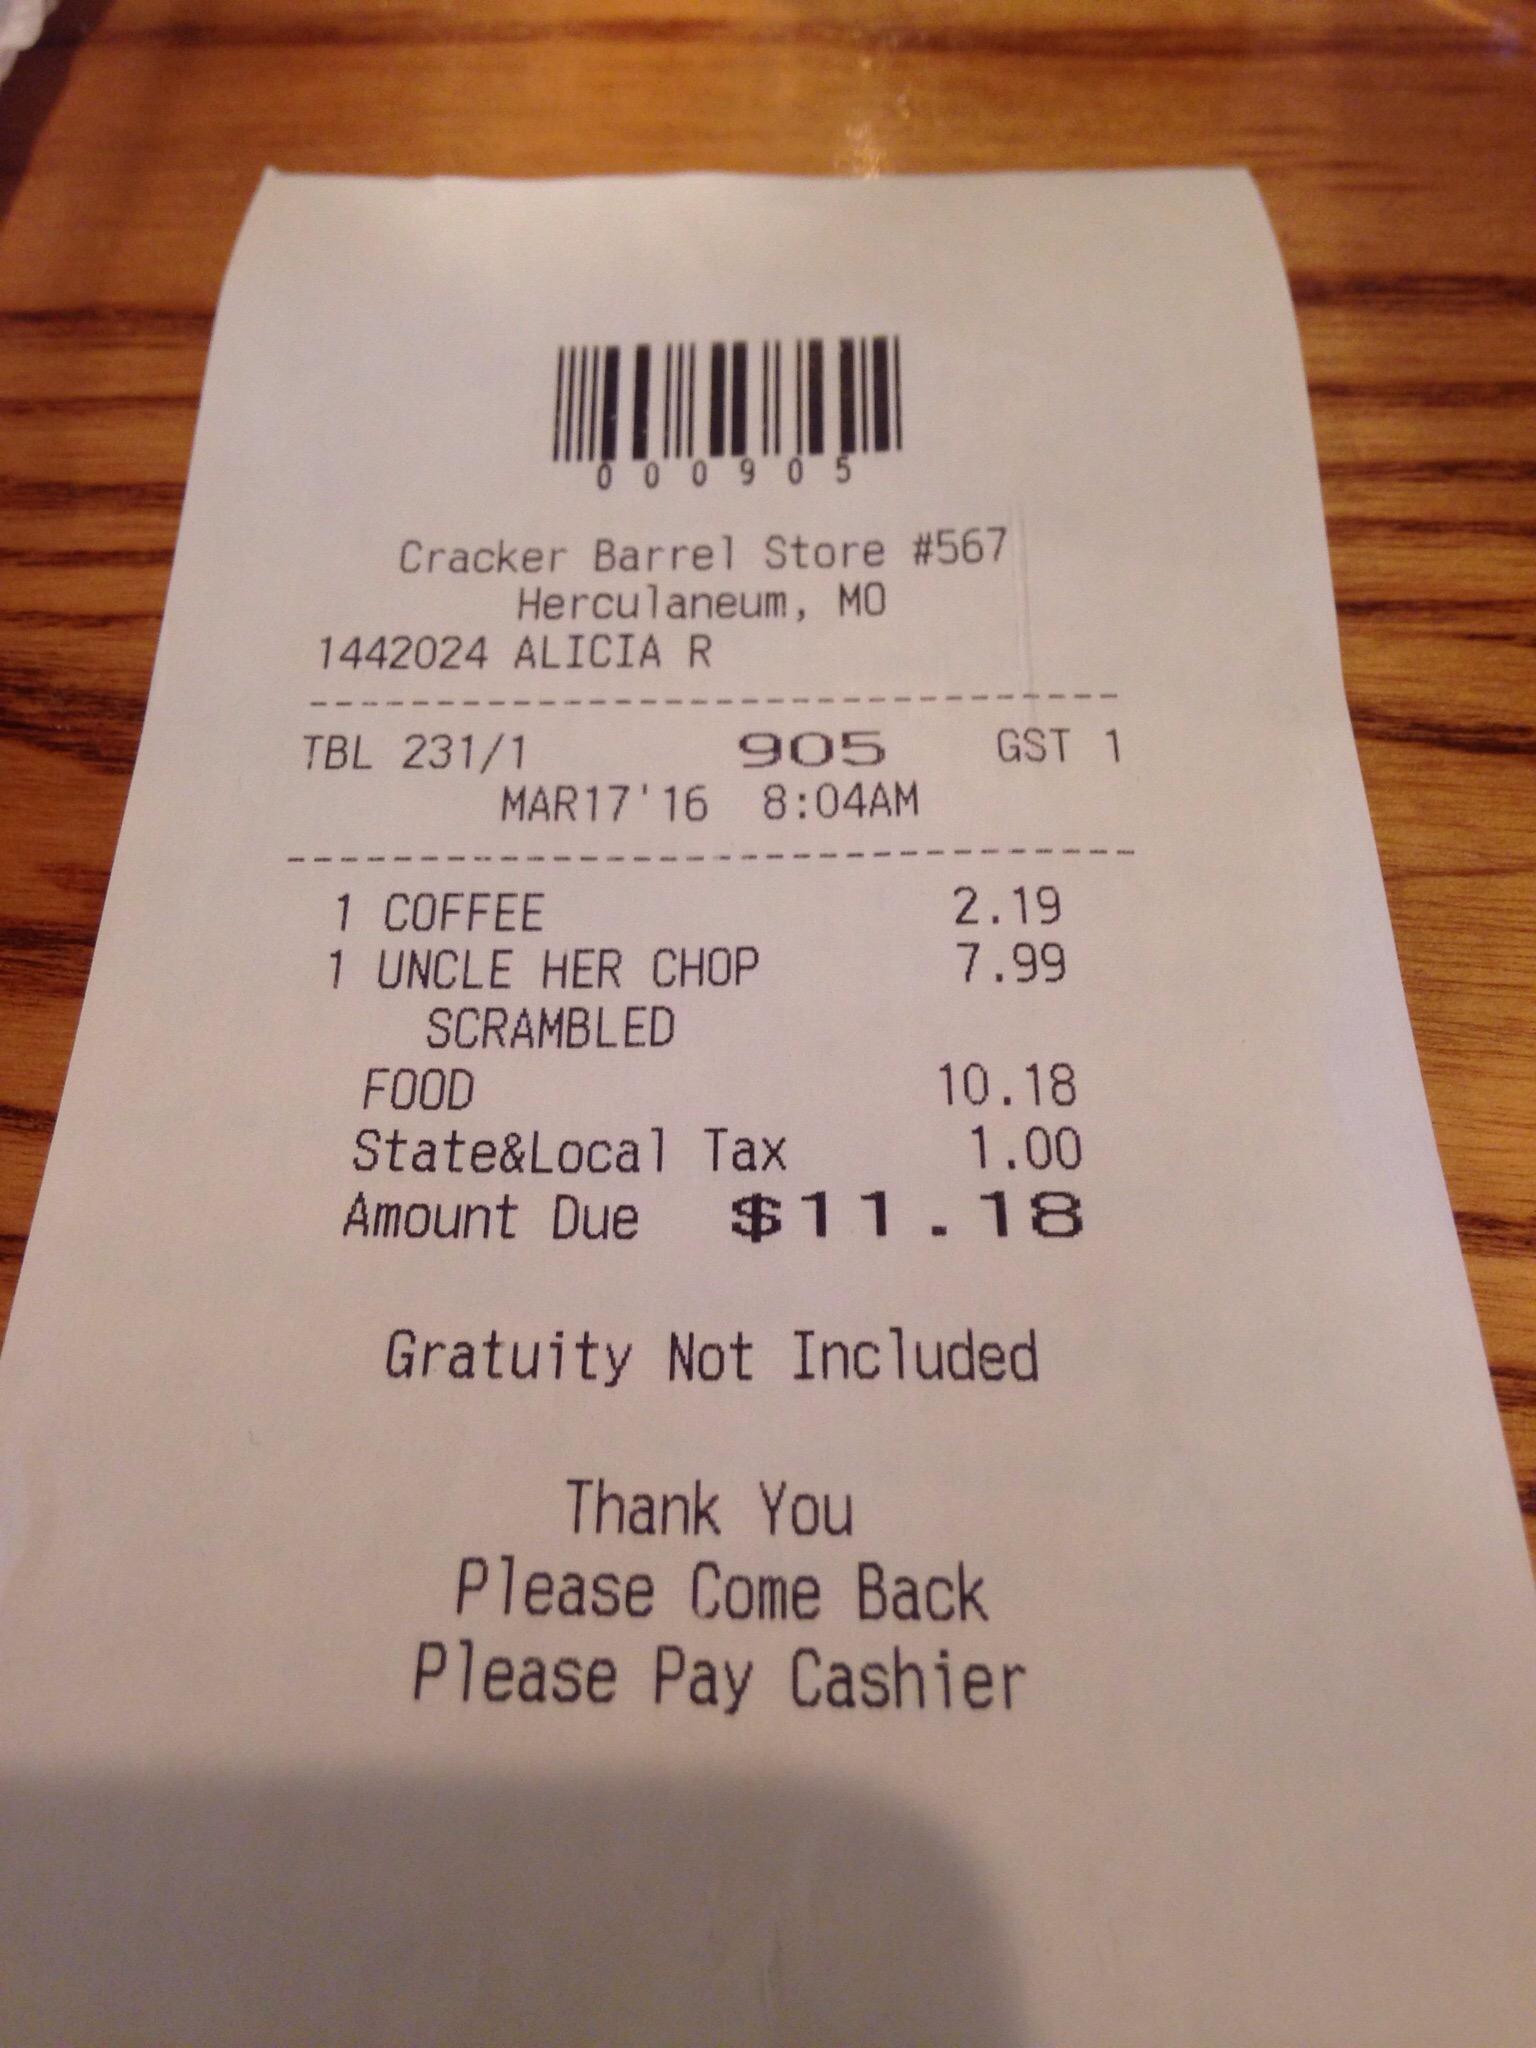 000905
Cracker Barrel Store #567
Herculaneum, MO
1442024 ALICIA R
TBL 231/1 905 GST 1
MAR17'16 8:04AM
1 COFFEE 2.19
1 UNCLE HER CHOP 7.99
SCRAMBLED
FOOD 10.18
State&Local Tax 1.00
Amount Due $11.18
Gratuity Not Included
Thank You
Please Come Back
Please Pay Cashier